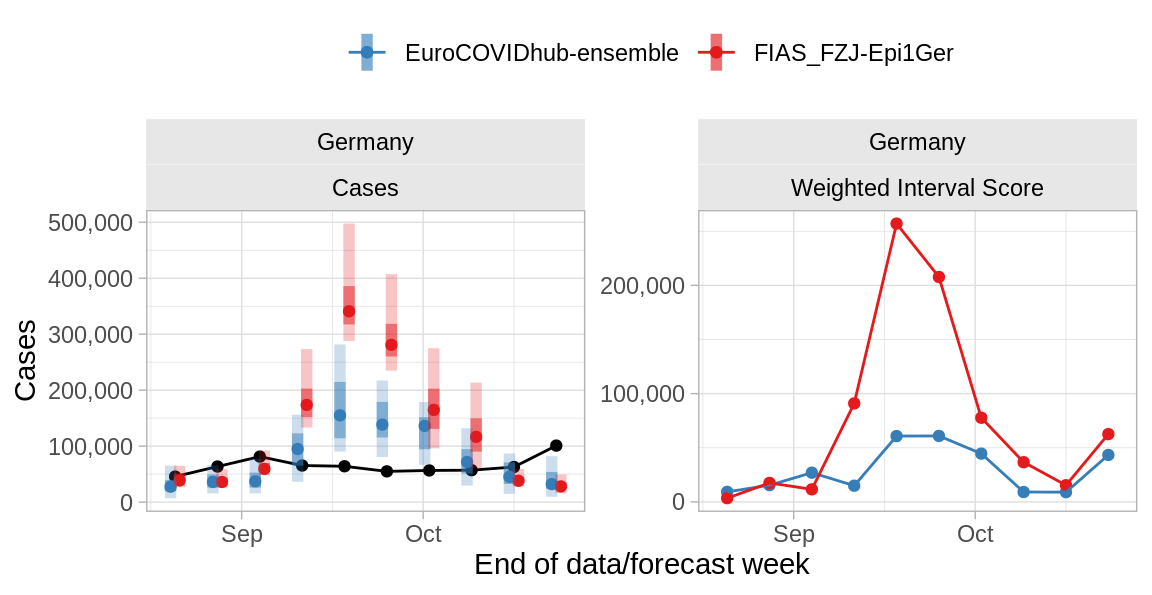 EuroCOVIDhub-ensemble FIAS_FZJ-Epi1Ger
Germany Germany
Cases Weighted Interval Score
500,000
400,000
300,000
200,000
100,000
0
Cases
200,000
100,000
0
Sep Oct Sep Oct
End of data/forecast week